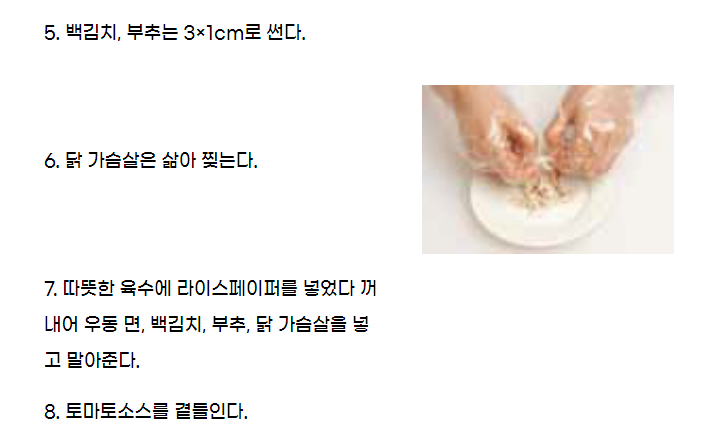 5. 백김치, 부추는 3×1cm로 썬다.
6. 닭 가슴살은 삶아 찢는다.
7. 따뜻한 육수에 라이스페이퍼를 넣었다 꺼
내어 우동 면, 백김치, 부추, 닭 가슴살을 넣
고 말아준다.
8. 토마토소스를 곁들인다.